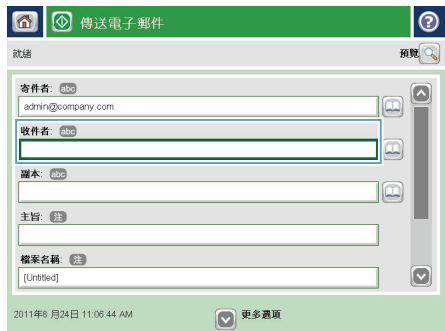 傳送電子郵件
就緒
預覽
寄件者: abc
admin@company.com
收件者: abc
副本: abc
主旨: 注
檔案名稱: 注
[Untitled]
2011年8 月24日 11:06:44 AM
更多選項